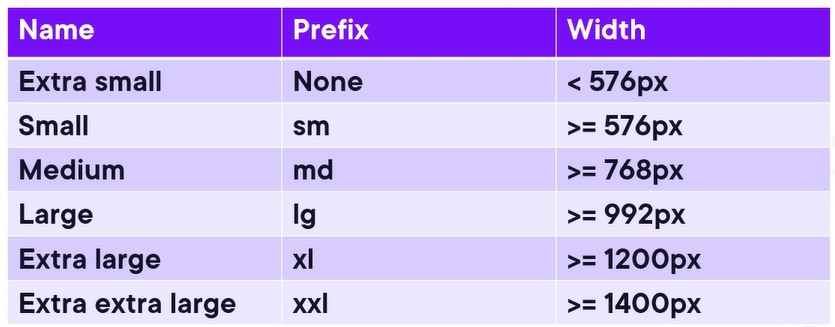 Name Prefix Width
Extra small None < 576px
Small sm >= 576px
Medium md >= 768px
Large lg >= 992px
Extra large xl >= 1200px
Extra extra large xxl >= 1400px